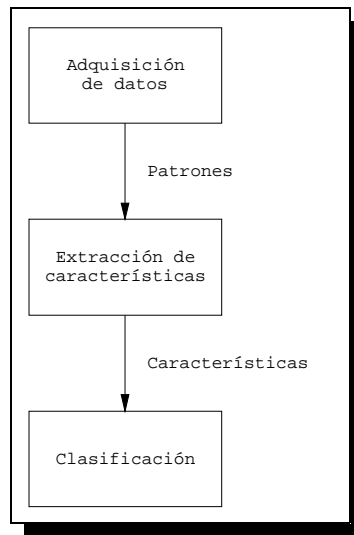 Adquisición
de datos
Patrones
Extracción de
características
Características
Clasificación